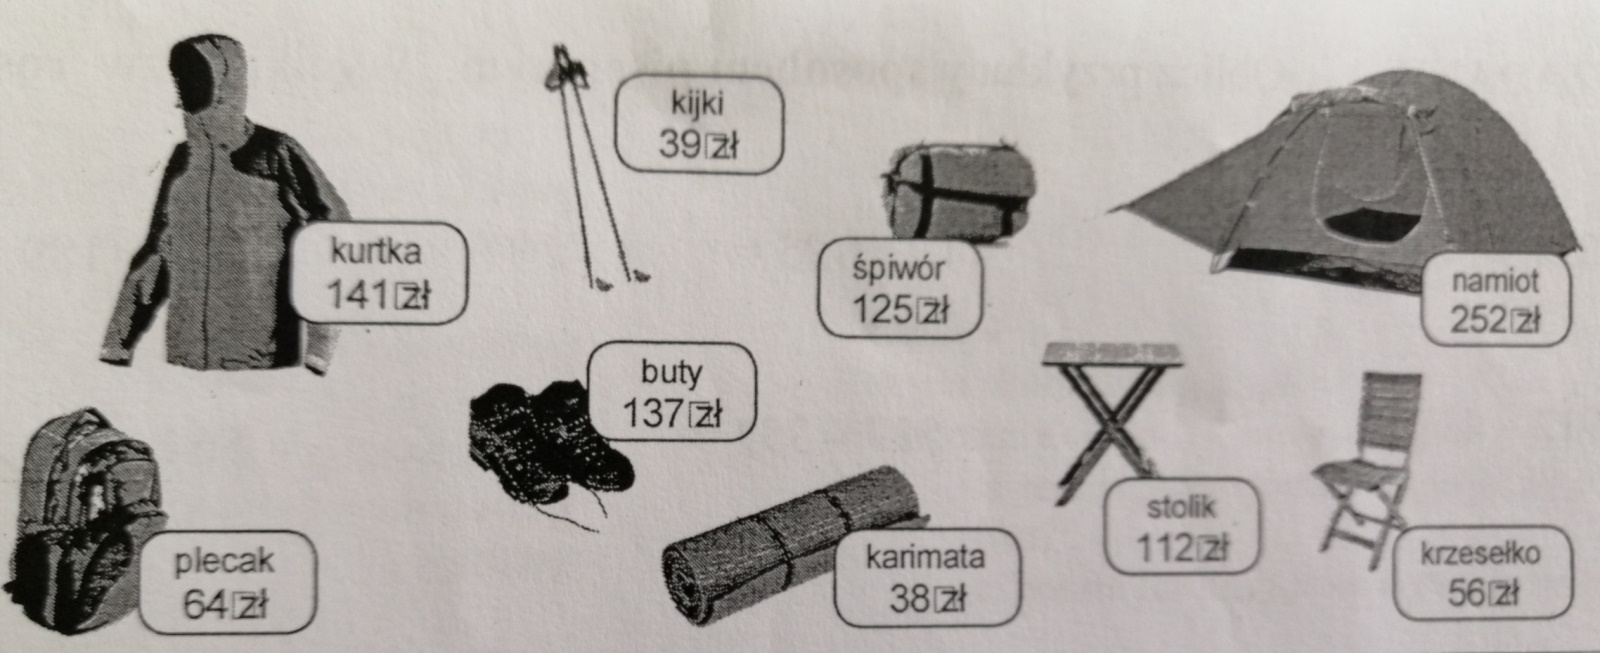 kijki
39 zł
kurtka
141 zł
śpiwór
125 zł
namiot
252 zł
buty
137 zł
stolik
112 zł
plecak
64 zł
karimata
38 zł
krzesełko
56 zł